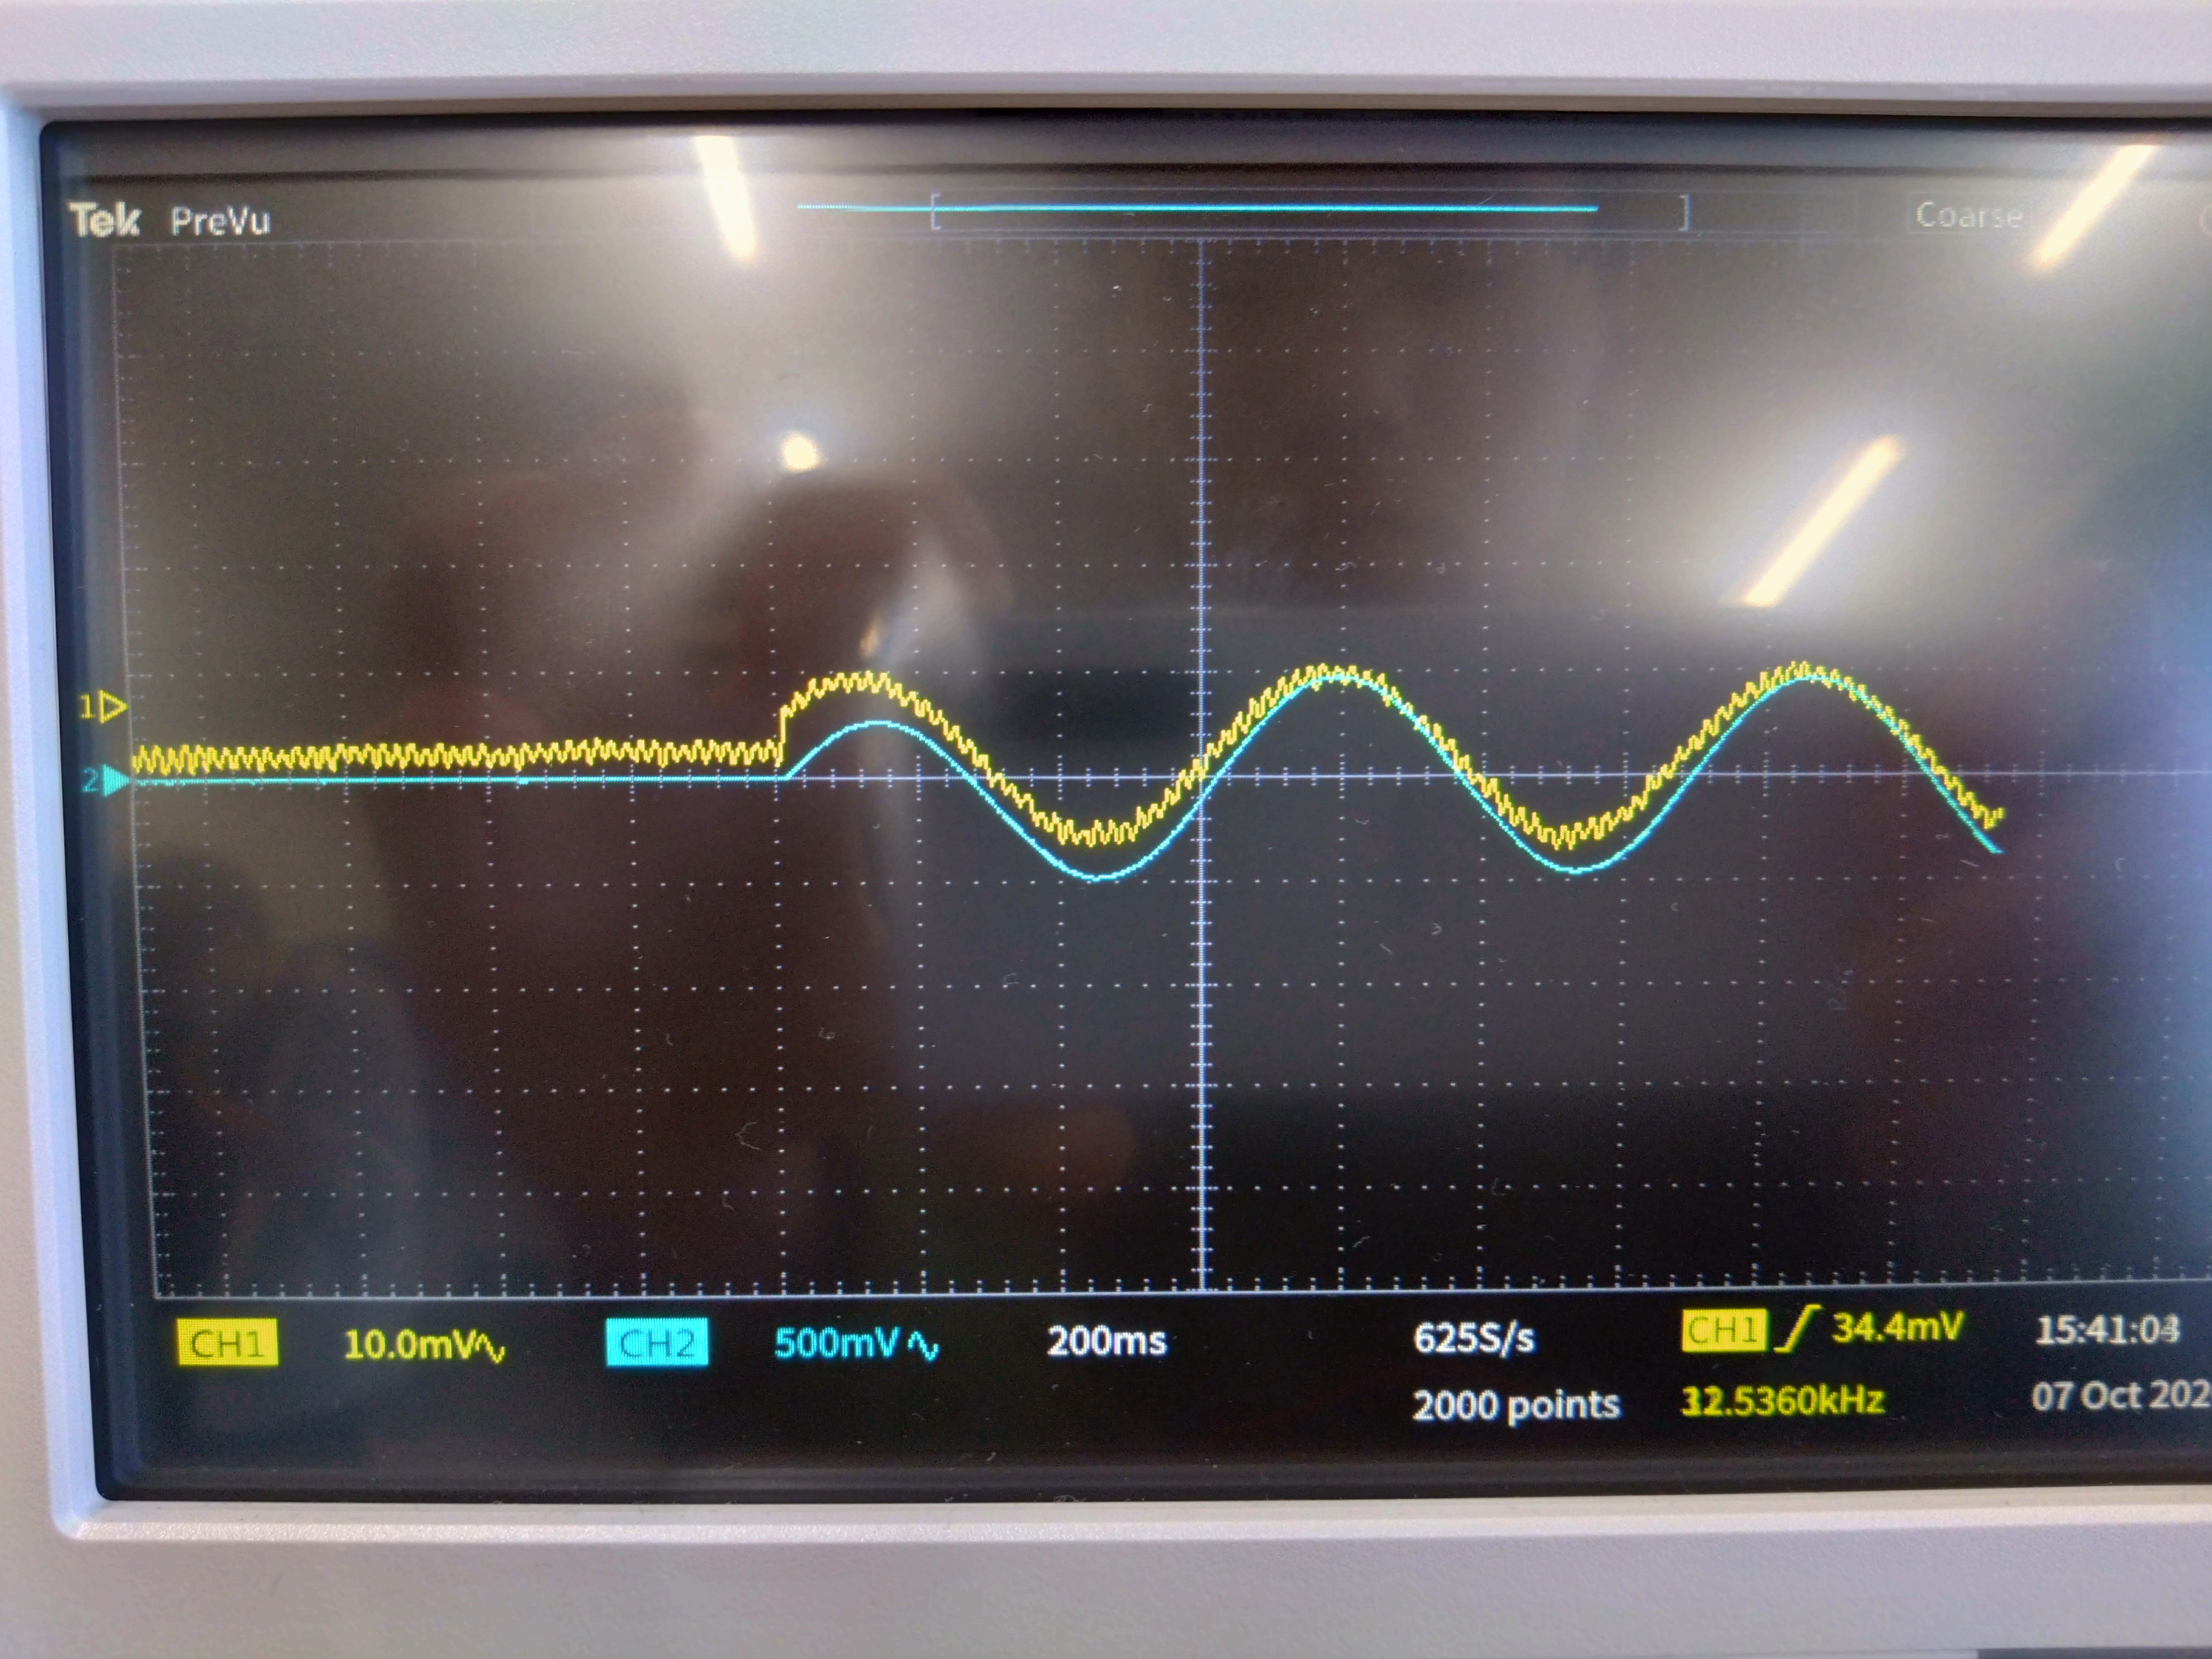 Tek PreVu Coarse
1
2
CH1 10.0mV CH2 500mV 200ms 625S/s CH1 34.4mV
2000 points 12.5360kHz 07 Oct 202